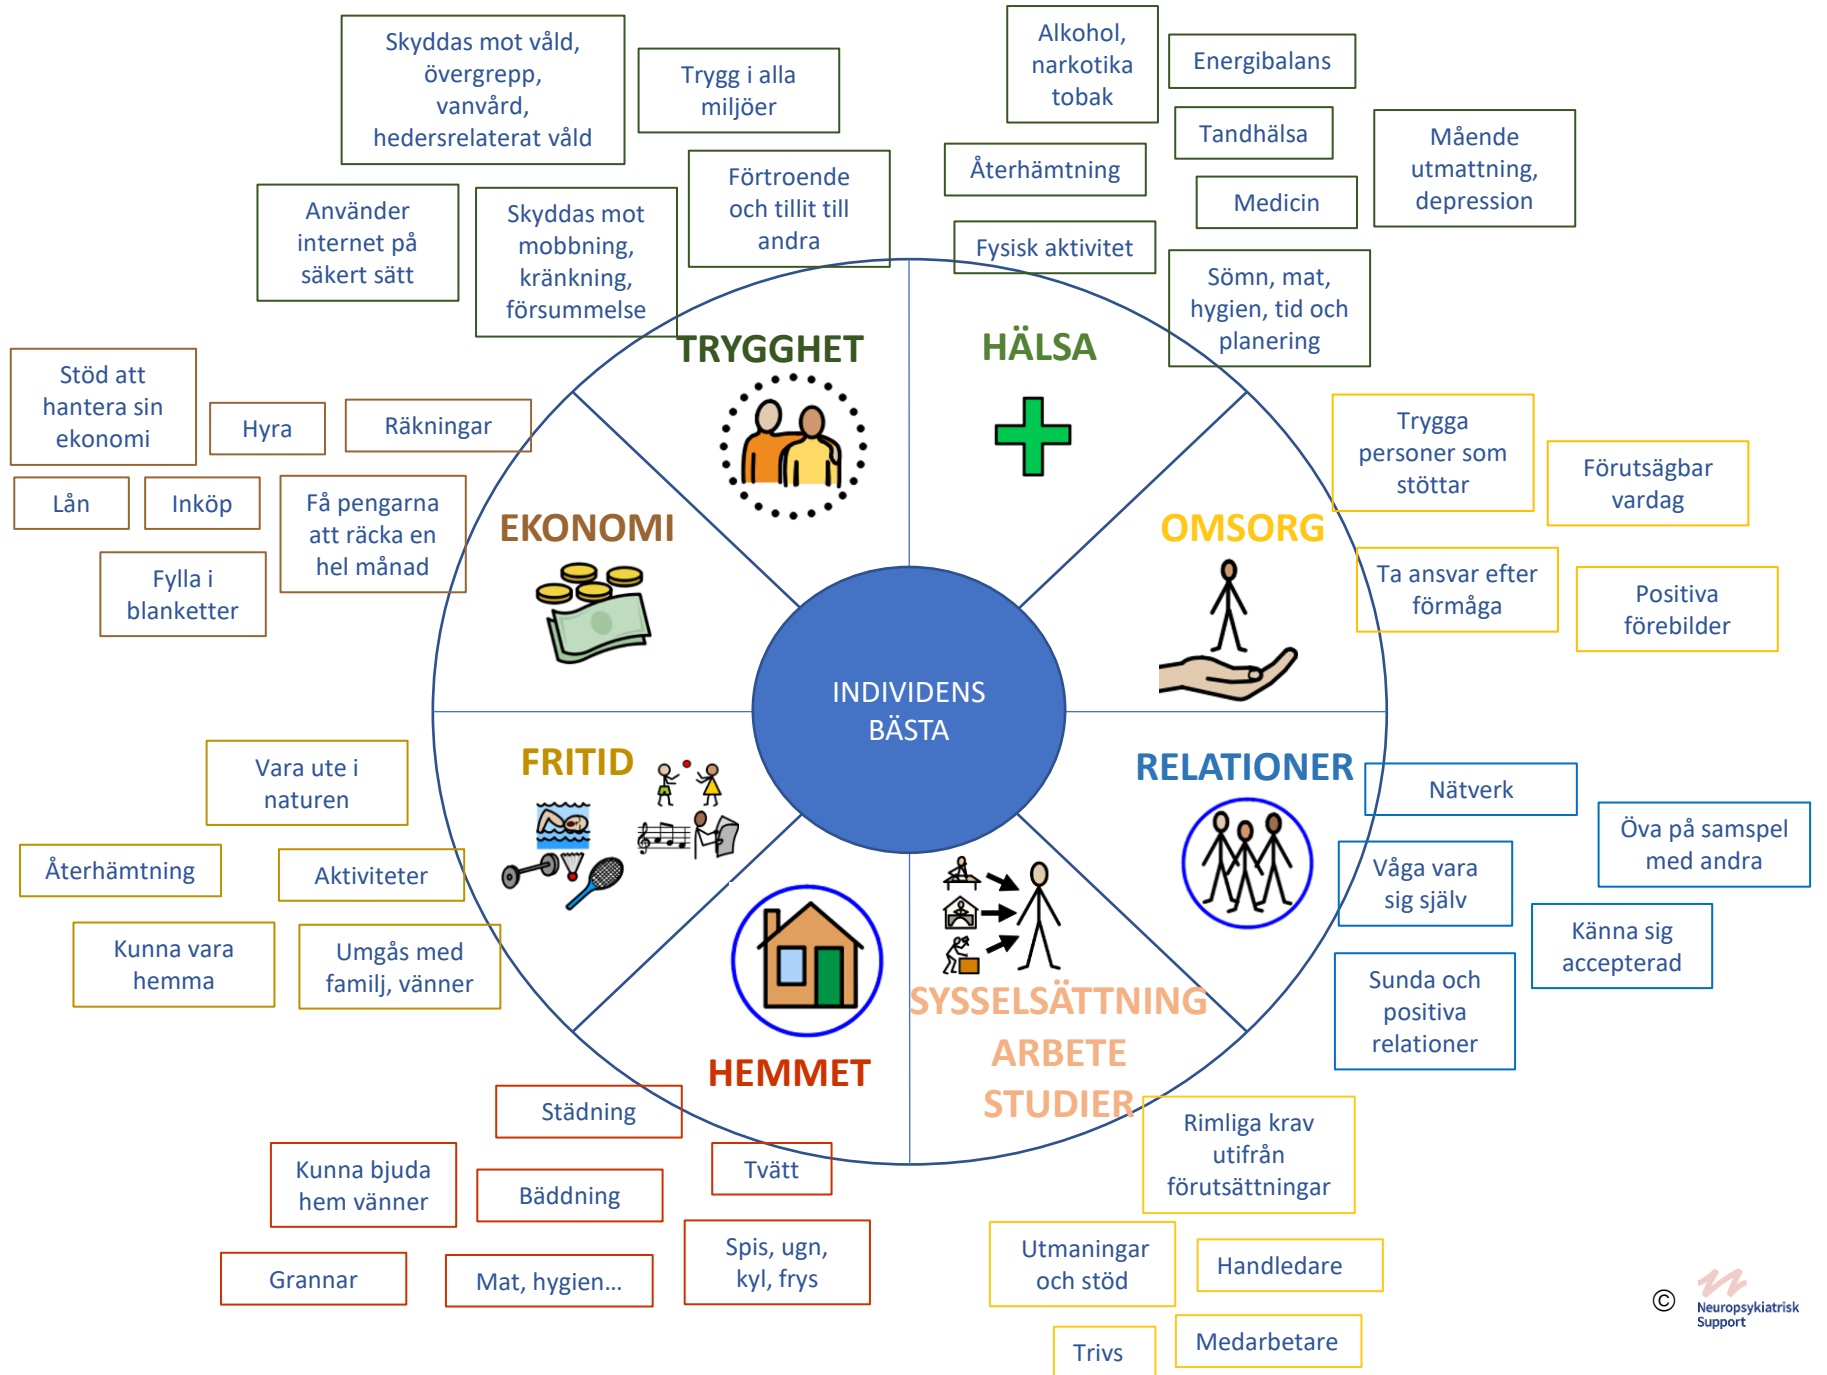 Skyddas mot våld,
övergrepp,
vanvård,
hedersrelaterat våld
Trygg i alla
miljöer
Använder
internet på
säkert sätt
Skyddas mot
mobbning,
kränkning,
försummelse
Förtroende
och tillit till
andra
TRYGGHET
Alkohol,
narkotika
tobak
Energibalans
Tandhälsa
Återhämtning
Medicin
Mående
utmattning,
depression
Fysisk aktivitet
Sömn, mat,
hygien, tid och
planering
HÄLSA
Stöd att
hantera sin
ekonomi
Hyra
Räkningar
Lån
Inköp
Få pengarna
att räcka en
hel månad
Fylla i
blanketter
EKONOMI
Trygga
personer som
stöttar
Förutsägbar
vardag
Ta ansvar efter
förmåga
Positiva
förebilder
OMSORG
INDIVIDENS
BÄSTA
FRITID
Vara ute i
naturen
Återhämtning
Aktiviteter
Kunna vara
hemma
Umgås med
familj, vänner
RELATIONER
Nätverk
Öva på samspel
med andra
Våga vara
sig själv
Känna sig
accepterad
Sunda och
positiva
relationer
HEMMET
Städning
Kunna bjuda
hem vänner
Bäddning
Tvätt
Grannar
Mat, hygien...
Spis, ugn,
kyl, frys
SYSSELSÄTTNING
ARBETE
STUDIER
Rimliga krav
utifrån
förutsättningar
Utmaningar
och stöd
Handledare
Trivs
Medarbetare
©
Neuropsykiatrisk
Support